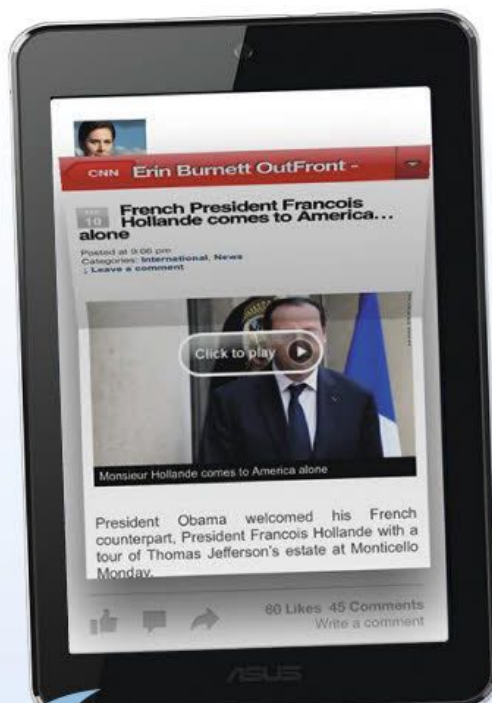 CNN Erin Burnett OutFront -
10 French President Francois
Hollande comes to America...
alone
Posted at 9:06 pm
Categories: International, News
↓ Leave a comment
Click to play
Monsieur Hollande comes to America alone
President Obama welcomed his French
counterpart, President Francois Hollande with a
tour of Thomas Jefferson's estate at Monticello
Monday.
60 Likes 45 Comments
Write a comment
ASUS